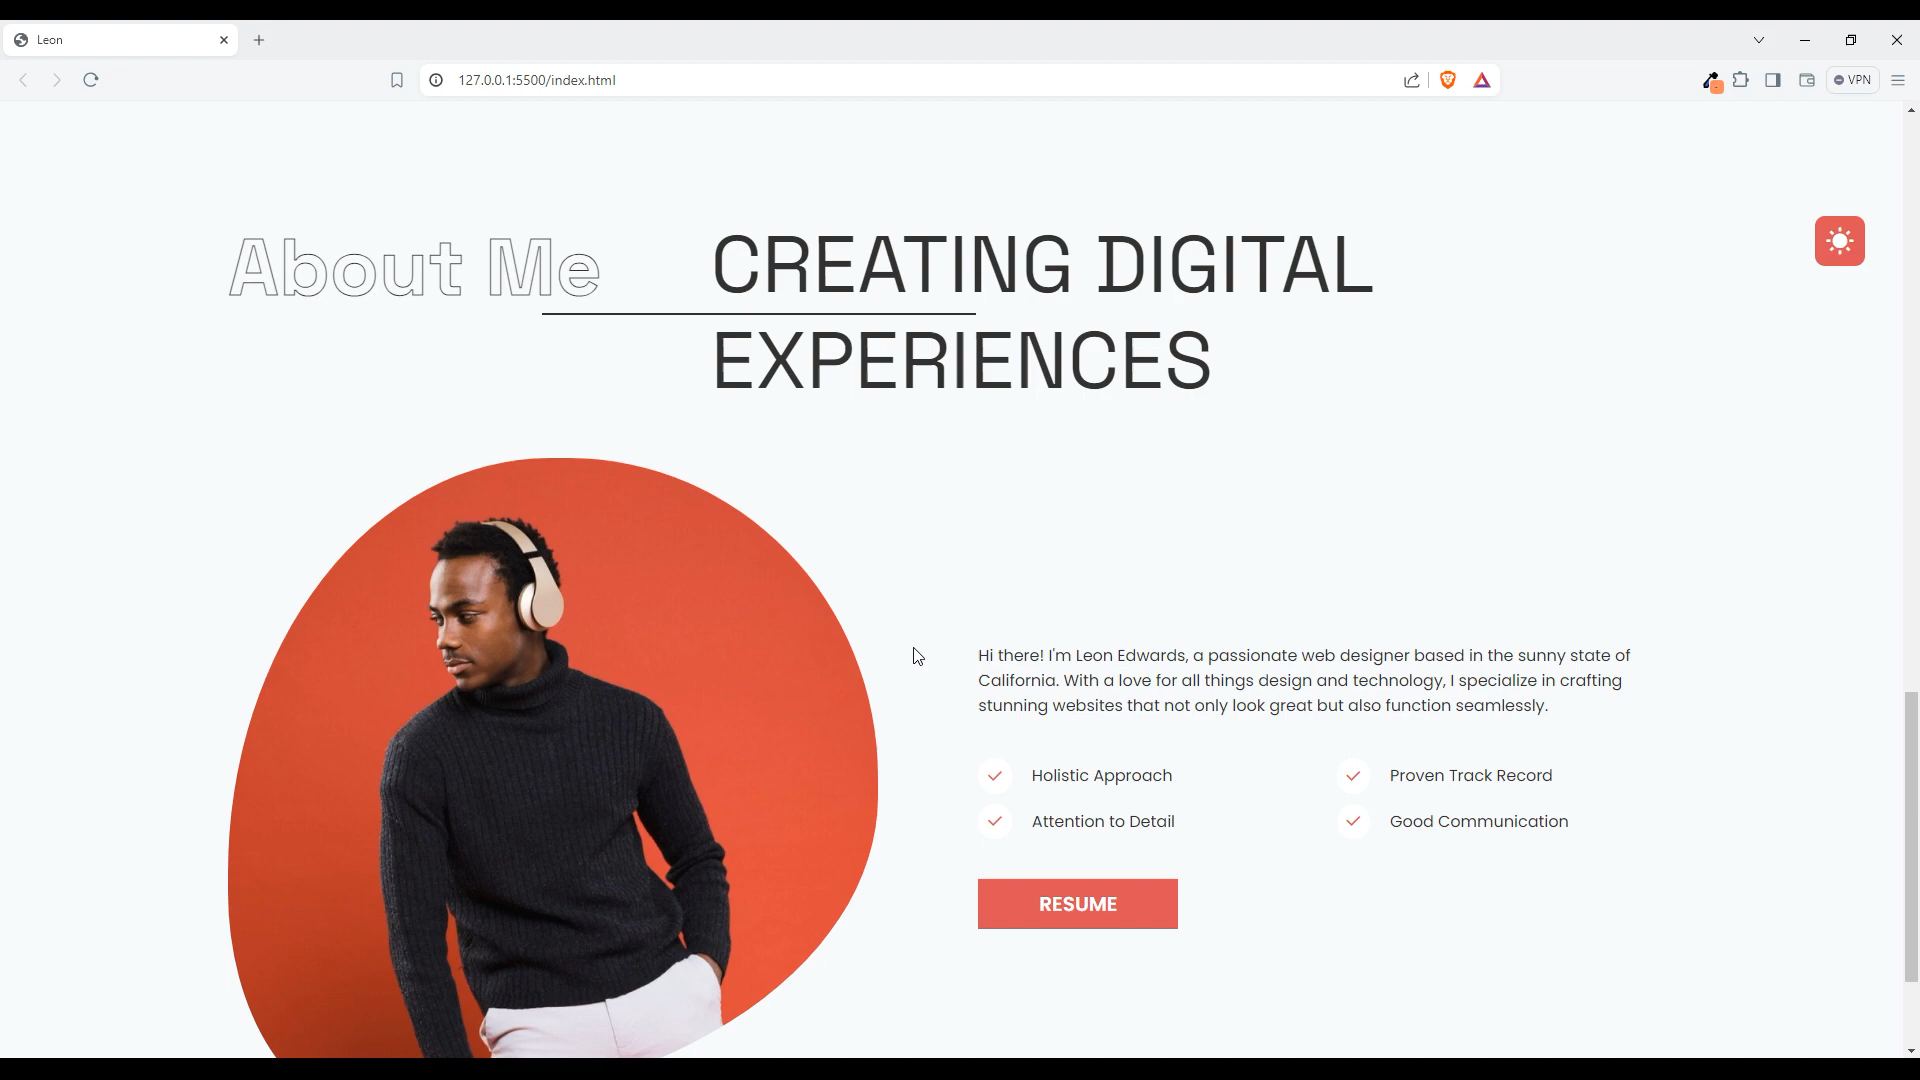 Leon
127.0.0.1:5500/index.html
VPN
About Me
CREATING DIGITAL
EXPERIENCES
Hi there! I'm Leon Edwards, a passionate web designer based in the sunny state of
California. With a love for all things design and technology, I specialize in crafting
stunning websites that not only look great but also function seamlessly.
Holistic Approach
Proven Track Record
Attention to Detail
Good Communication
RESUME